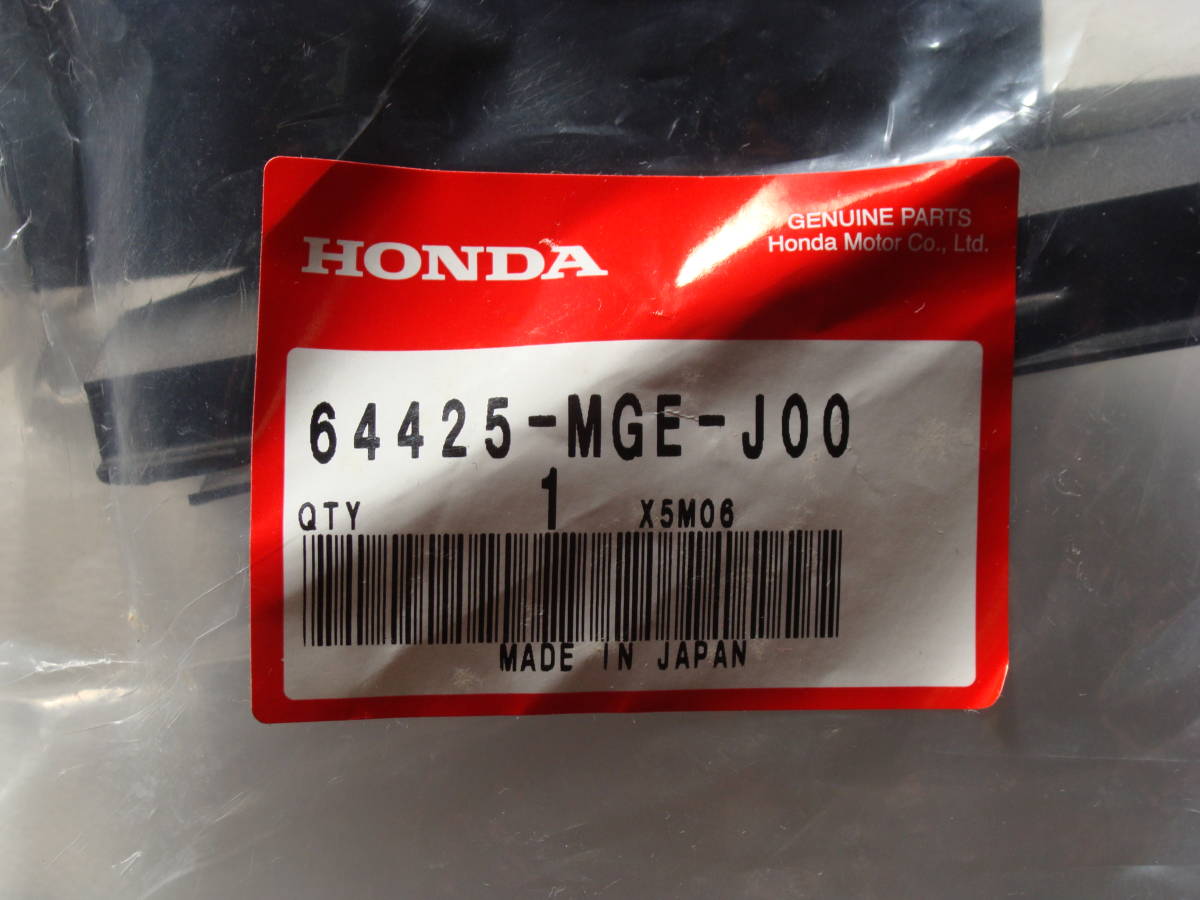 HONDA
GENUINE PARTS
Honda Motor Co., Ltd.
64425-MGE-J00
QTY 1 X5M06
MADE IN JAPAN